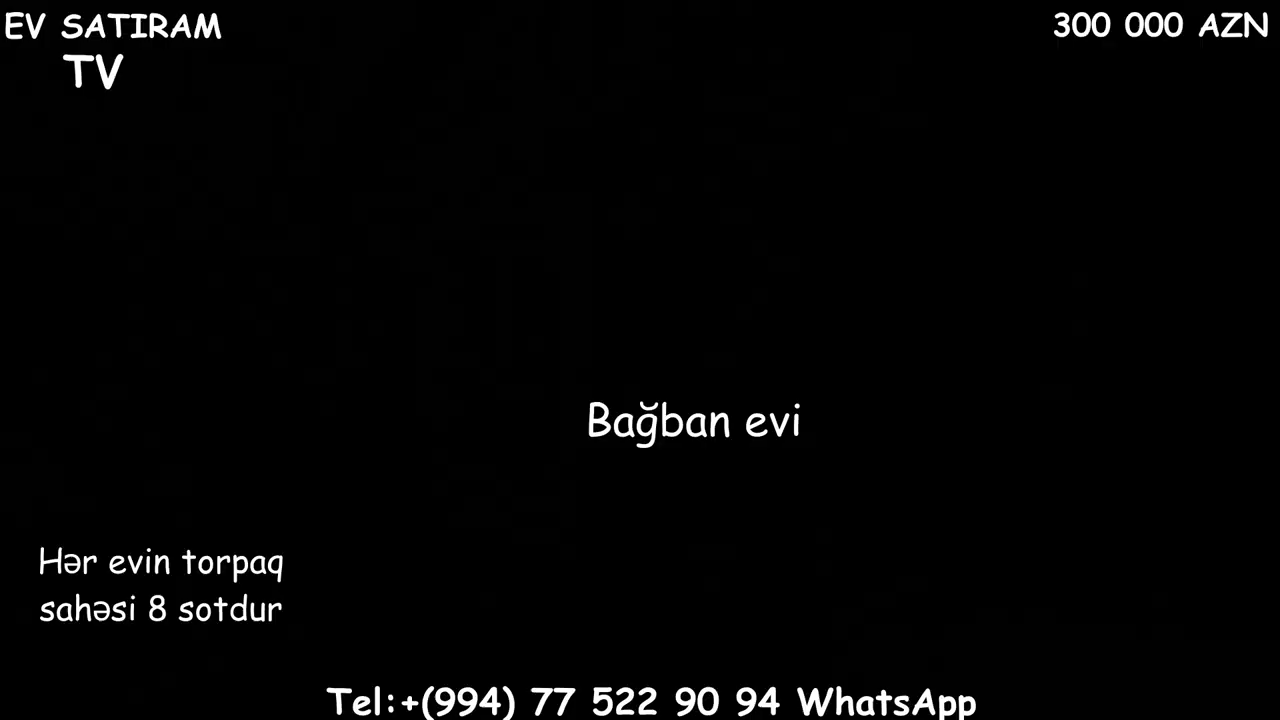 EV SATIRAM
TV
300 000 AZN
Bağban evi
Hər evin torpaq
sahəsi 8 sotdur
Tel:+(994) 77 522 90 94 WhatsApp